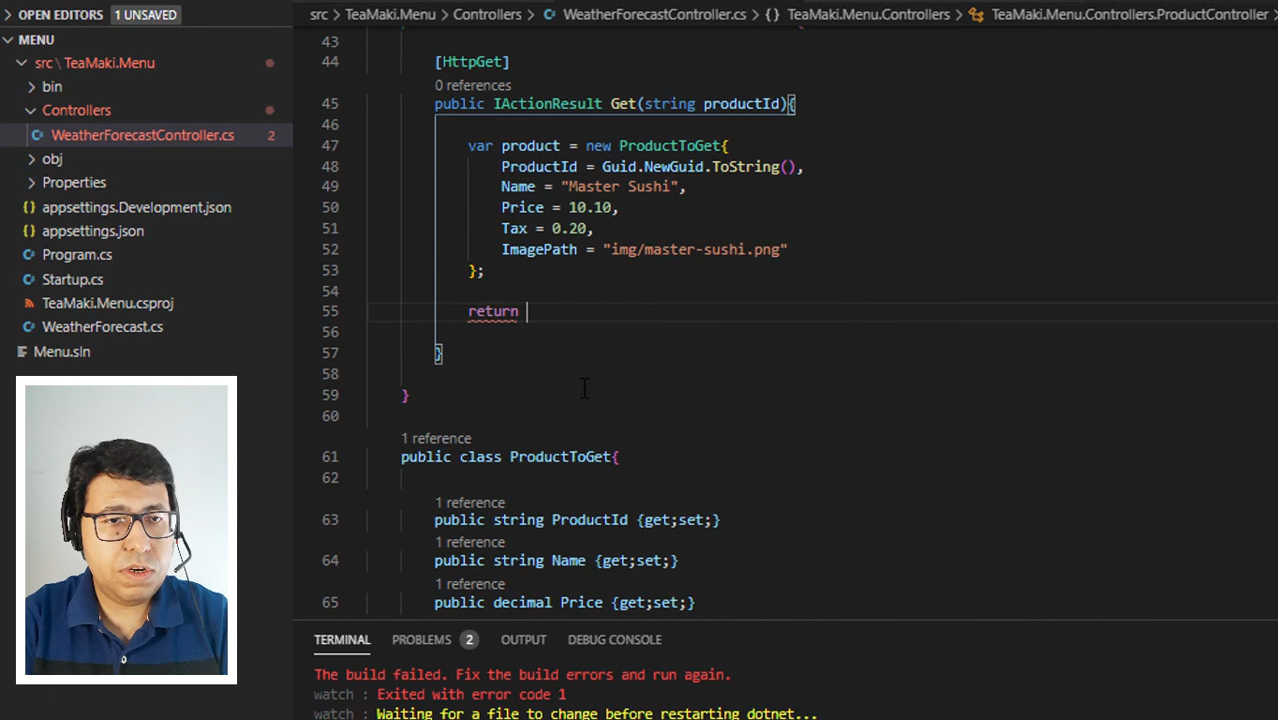 OPEN EDITORS 1 UNSAVED
MENU
src \ TeaMaki.Menu
bin
Controllers
WeatherForecastController.cs 2
obj
Properties
appsettings.Development.json
appsettings.json
Program.cs
Startup.cs
TeaMaki.Menu.csproj
WeatherForecast.cs
Menu.sln
src > TeaMaki.Menu > Controllers > WeatherForecastController.cs > {} TeaMaki.Menu.Controllers > TeaMaki.Menu.Controllers.ProductController >
43
44 [HttpGet]
0 references
45 public IActionResult Get(string productId){
46
47 var product = new ProductToGet{
48 ProductId = Guid.NewGuid.ToString(),
49 Name = "Master Sushi",
50 Price = 10.10,
51 Tax = 0.20,
52 ImagePath = "img/master-sushi.png"
53 };
54
55 return
56
57 }
58
59 }
60
1 reference
61 public class ProductToGet{
62
1 reference
63 public string ProductId {get;set;}
1 reference
64 public string Name {get;set;}
1 reference
65 public decimal Price {get;set;}
TERMINAL PROBLEMS 2 OUTPUT DEBUG CONSOLE
The build failed. Fix the build errors and run again.
watch : Exited with error code 1
watch : Waiting for a file to change before restarting dotnet...